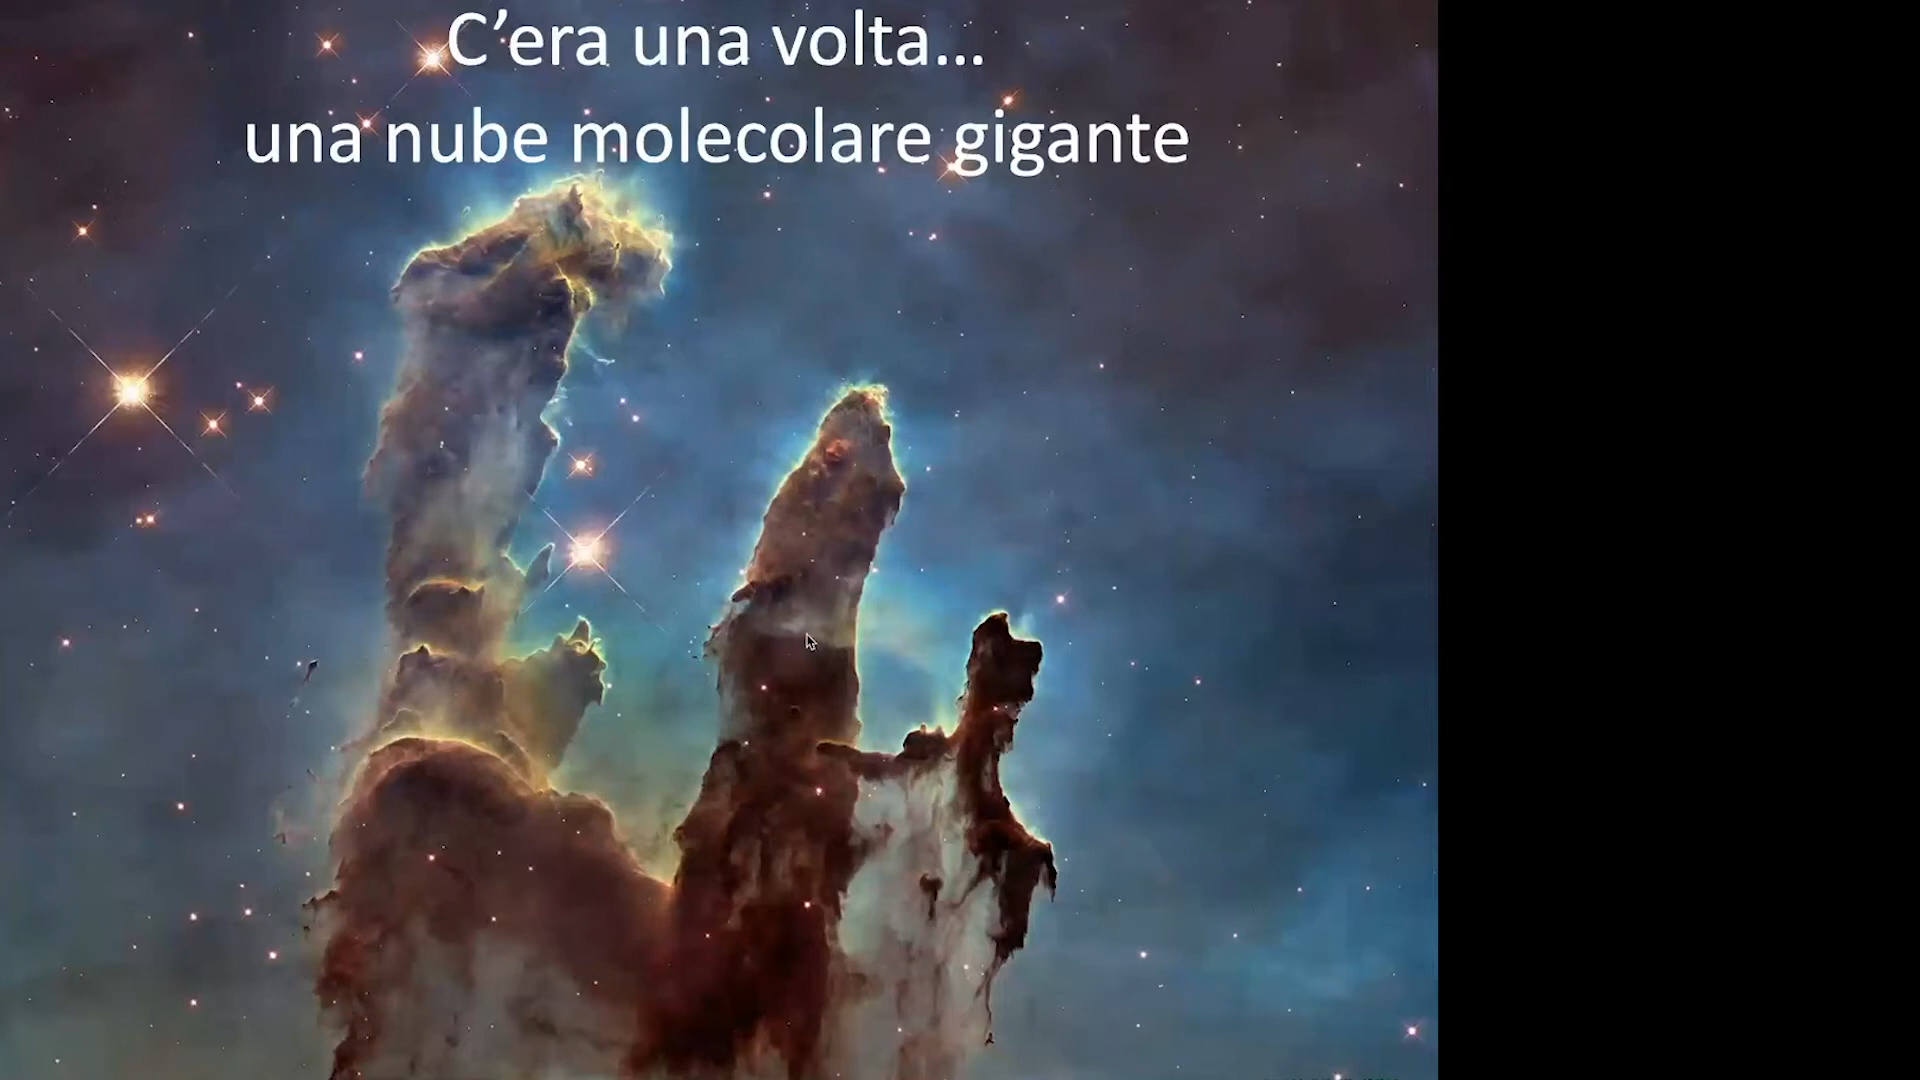 C’era una volta…
una nube molecolare gigante